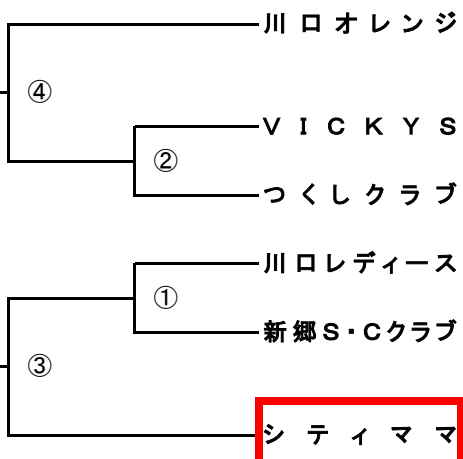 川口オレンジ
④
VICKYS
②
つくしクラブ
川口レディース
①
新郷S・Cクラブ
③
シティママ